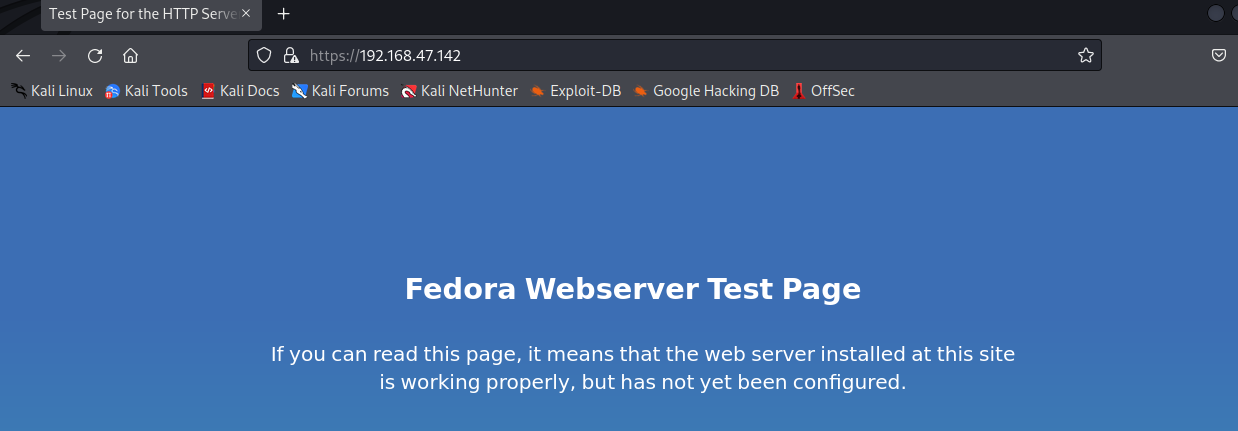 Test Page for the HTTP Serve
https://192.168.47.142
Kali Linux Kali Tools Kali Docs Kali Forums Kali NetHunter Exploit-DB Google Hacking DB OffSec
Fedora Webserver Test Page
If you can read this page, it means that the web server installed at this site
is working properly, but has not yet been configured.